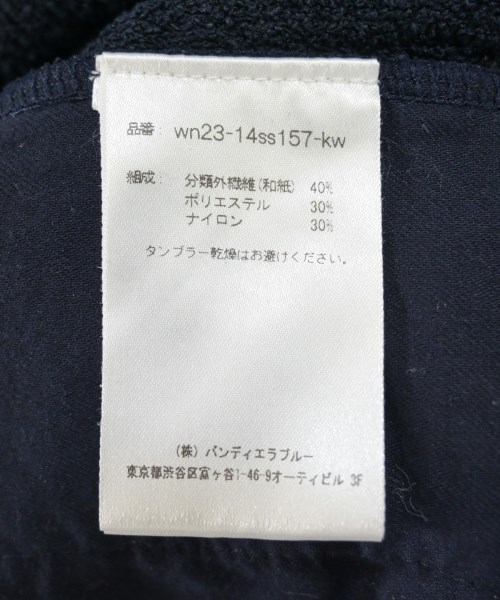 品番: wn23-14ss157-kw
組成: 分類外繊維(和紙) 40%
ポリエステル 30%
ナイロン 30%
タンブラー乾燥はお避けください。
(株) バンディエラブルー
東京都渋谷区富ヶ谷1-46-9オーティビル 3F